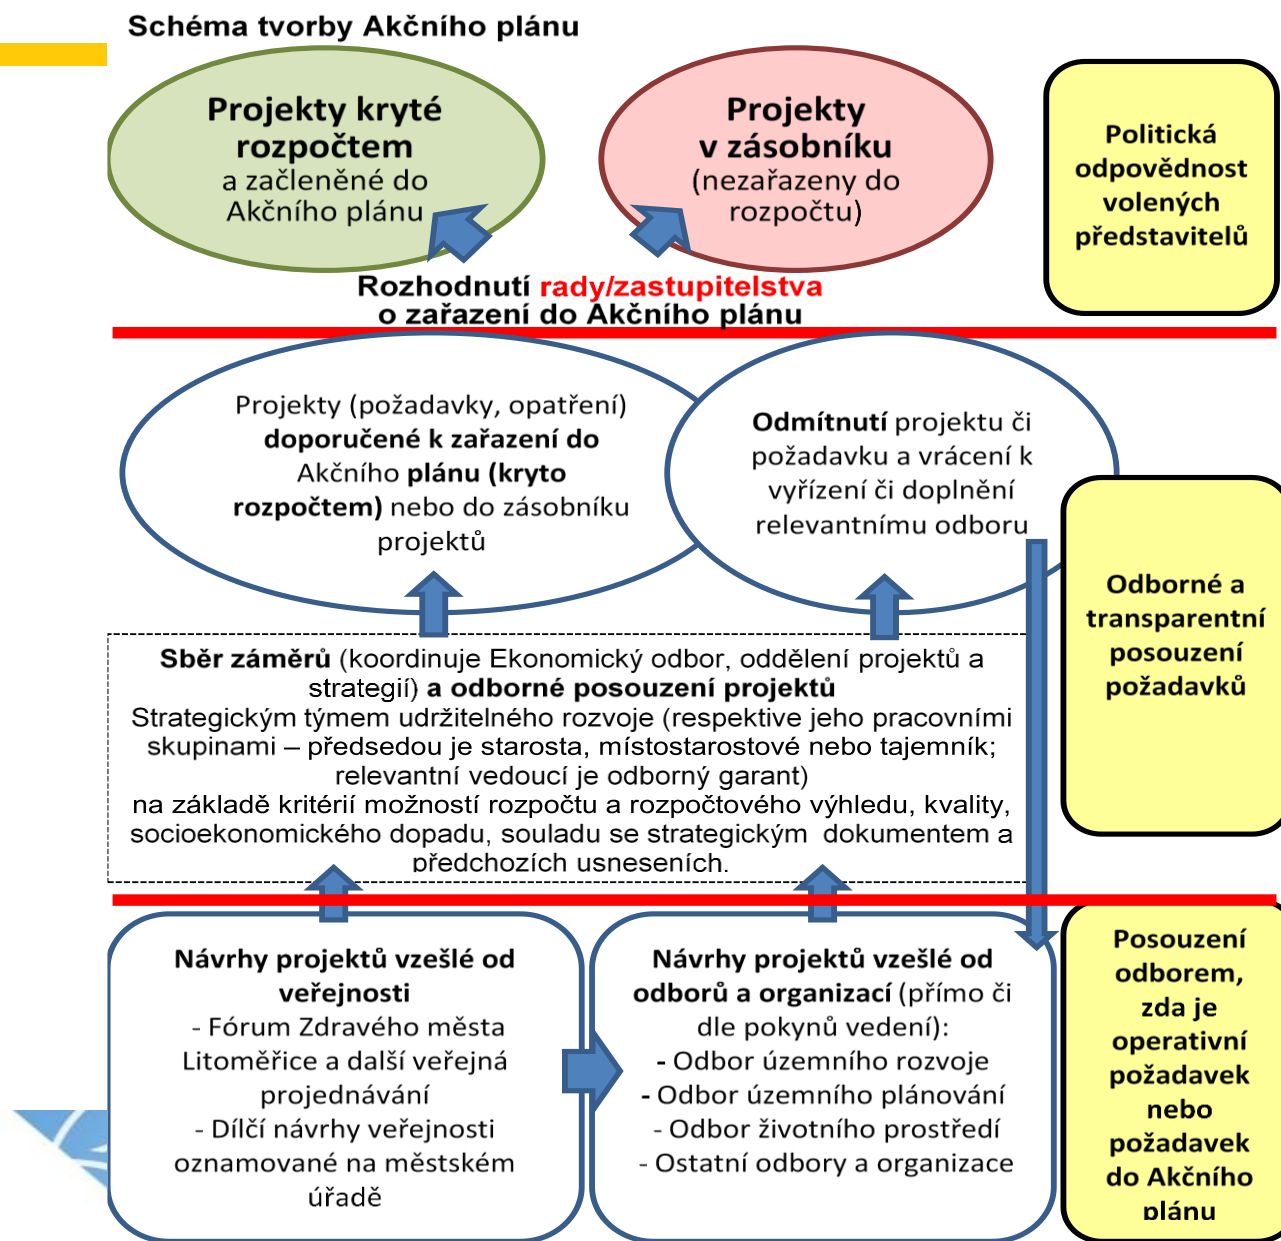 Schéma tvorby Akčního plánu
Projekty kryté
rozpočtem
a začleněné do
Akčního plánu
Projekty
v zásobníku
(nezařazeny do
rozpočtu)
Politická
odpovědnost
volených
představitelů
Rozhodnutí rady/zastupitelstva
o zařazení do Akčního plánu
Projekty (požadavky, opatření)
doporučené k zařazení do
Akčního plánu (kryto
rozpočtem) nebo do zásobníku
projektů
Odmítnutí projektu či
požadavku a vrácení k
vyřízení či doplnění
relevantnímu odboru
Odborné a
transparentní
posouzení
požadavků
Sběr záměrů (koordinuje Ekonomický odbor, oddělení projektů a
strategií) a odborné posouzení projektů
Strategickým týmem udržitelného rozvoje (respektive jeho pracovními
skupinami – předsedou je starosta, místostarostové nebo tajemník;
relevantní vedoucí je odborný garant)
na základě kritérií možností rozpočtu a rozpočtového výhledu, kvality,
socioekonomického dopadu, souladu se strategickým dokumentem a
předchozích usneseních.
Návrhy projektů vzešlé od
veřejnosti
- Fórum Zdravého města
Litoměřice a další veřejná
projednávání
- Dílčí návrhy veřejnosti
oznamované na městském
úřadě
Návrhy projektů vzešlé od
odborů a organizací (přímo či
dle pokynů vedení):
- Odbor územního rozvoje
- Odbor územního plánování
- Odbor životního prostředí
- Ostatní odbory a organizace
Posouzení
odborem,
zda je
operativní
požadavek
nebo
požadavek
do Akčního
plánu